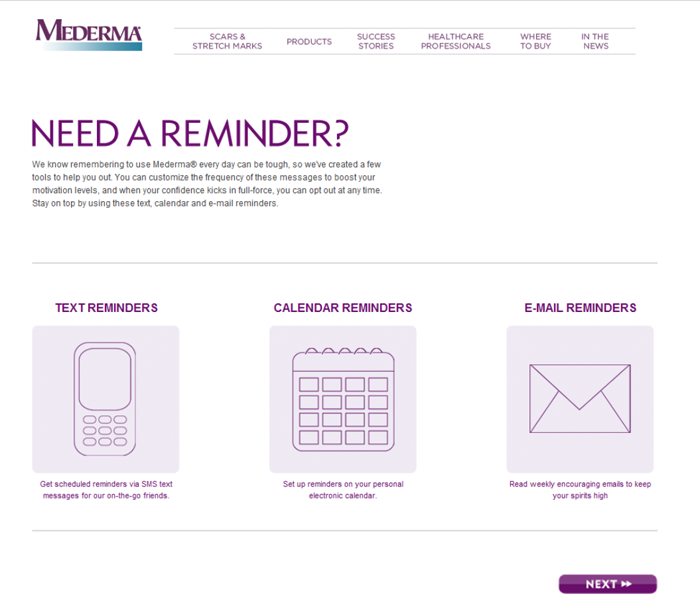 MEDERMA®
SCARS &
STRETCH MARKS
PRODUCTS
SUCCESS
STORIES
HEALTHCARE
PROFESSIONALS
WHERE
TO BUY
IN THE
NEWS
NEED A REMINDER?
We know remembering to use Mederma® every day can be tough, so we've created a few
tools to help you out. You can customize the frequency of these messages to boost your
motivation levels, and when your confidence kicks in full-force, you can opt out at any time.
Stay on top by using these text, calendar and e-mail reminders.
TEXT REMINDERS
CALENDAR REMINDERS
E-MAIL REMINDERS
Get scheduled reminders via SMS text
messages for our on-the-go friends.
Set up reminders on your personal
electronic calendar.
Read weekly encouraging emails to keep
your spirits high
NEXT